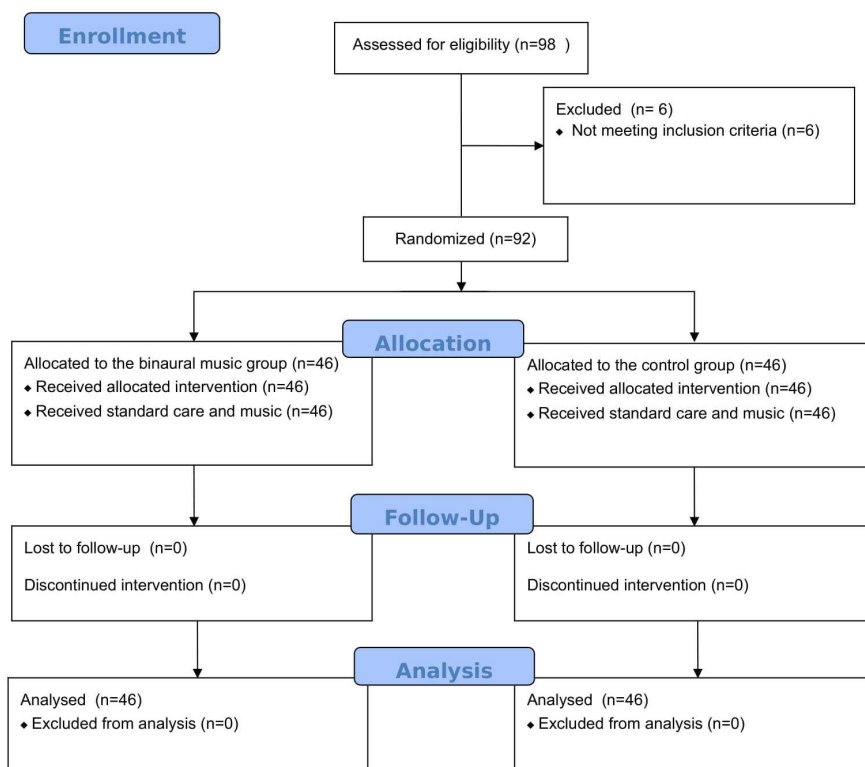 Enrollment
Assessed for eligibility (n=98  )
Excluded  (n= 6)
◆ Not meeting inclusion criteria (n=6)
Randomized (n=92)
Allocation
Allocated to the binaural music group (n=46)
◆ Received allocated intervention (n=46)
◆ Received standard care and music (n=46)
Allocated to the control group (n=46)
◆ Received allocated intervention (n=46)
◆ Received standard care and music (n=46)
Follow-Up
Lost to follow-up  (n=0)
Discontinued intervention (n=0)
Lost to follow-up  (n=0)
Discontinued intervention (n=0)
Analysis
Analysed  (n=46)
◆ Excluded from analysis (n=0)
Analysed  (n=46)
◆ Excluded from analysis (n=0)